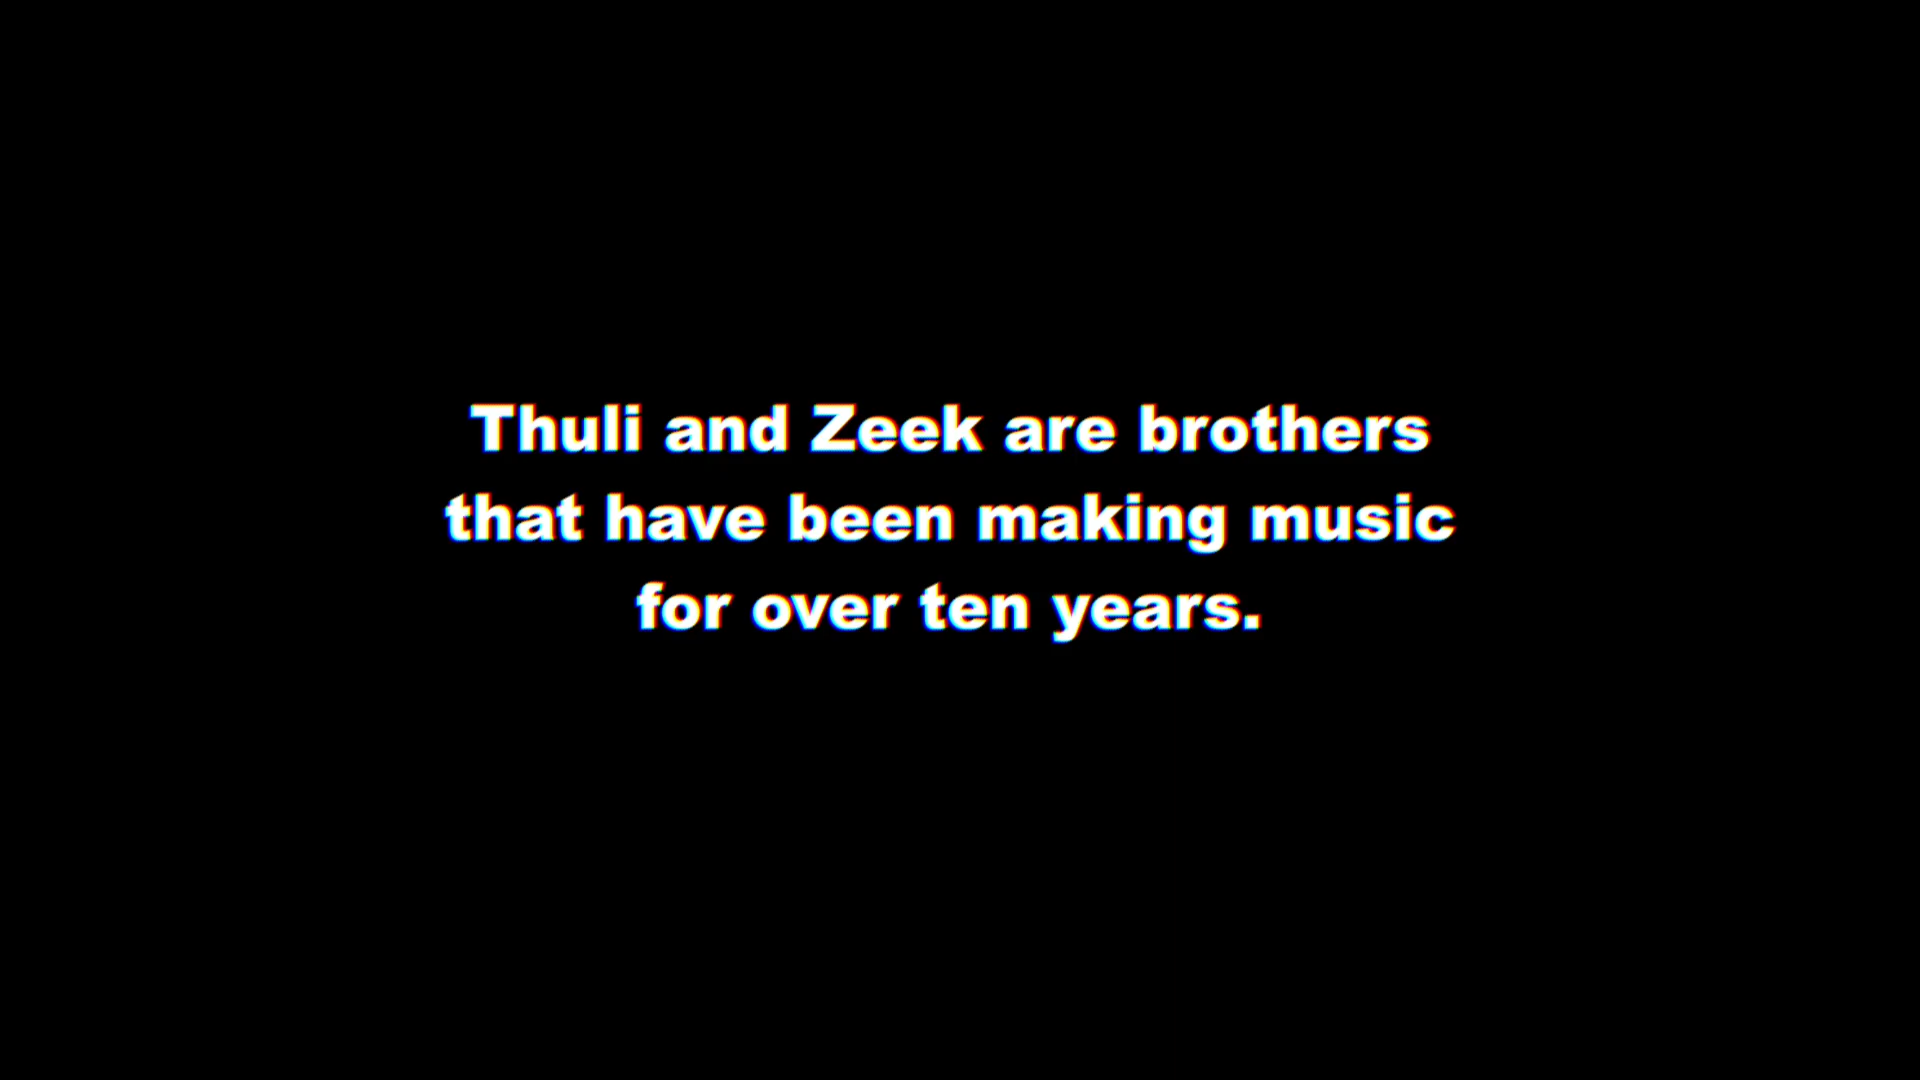 Thuli and Zeek are brothers
that have been making music
for over ten years.